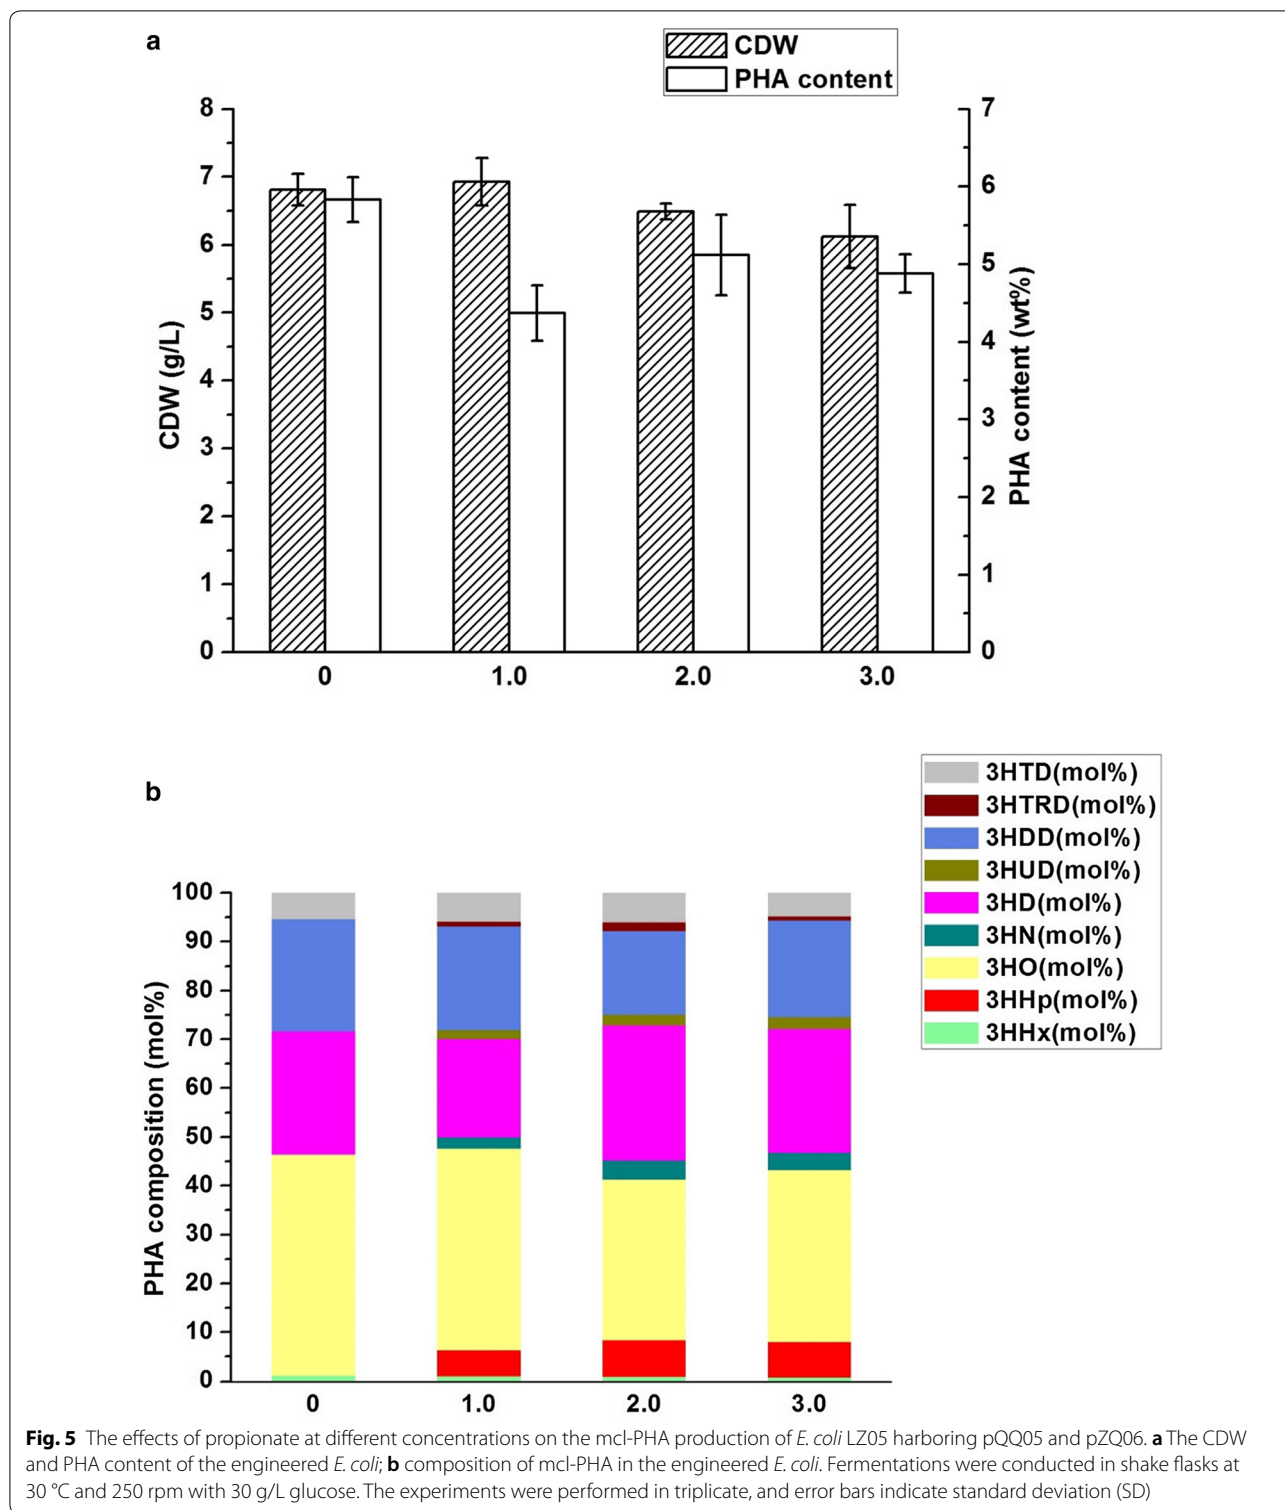 a
CDW
PHA content
8
7
6
5
4
3
2
1
0
CDW (g/L)
7
6
5
4
3
2
1
0
PHA content (wt%)
0 1.0 2.0 3.0
b
3HTD(mol%)
3HTRD(mol%)
3HDD(mol%)
3HUD(mol%)
3HD(mol%)
3HN(mol%)
3HO(mol%)
3HHp(mol%)
3HHx(mol%)
100
90
80
70
60
50
40
30
20
10
0
PHA composition (mol%)
0 1.0 2.0 3.0
Fig. 5 The effects of propionate at different concentrations on the mcl-PHA production of E. coli LZ05 harboring pQQ05 and pZQ06. a The CDW
and PHA content of the engineered E. coli; b composition of mcl-PHA in the engineered E. coli. Fermentations were conducted in shake flasks at
30 °C and 250 rpm with 30 g/L glucose. The experiments were performed in triplicate, and error bars indicate standard deviation (SD)